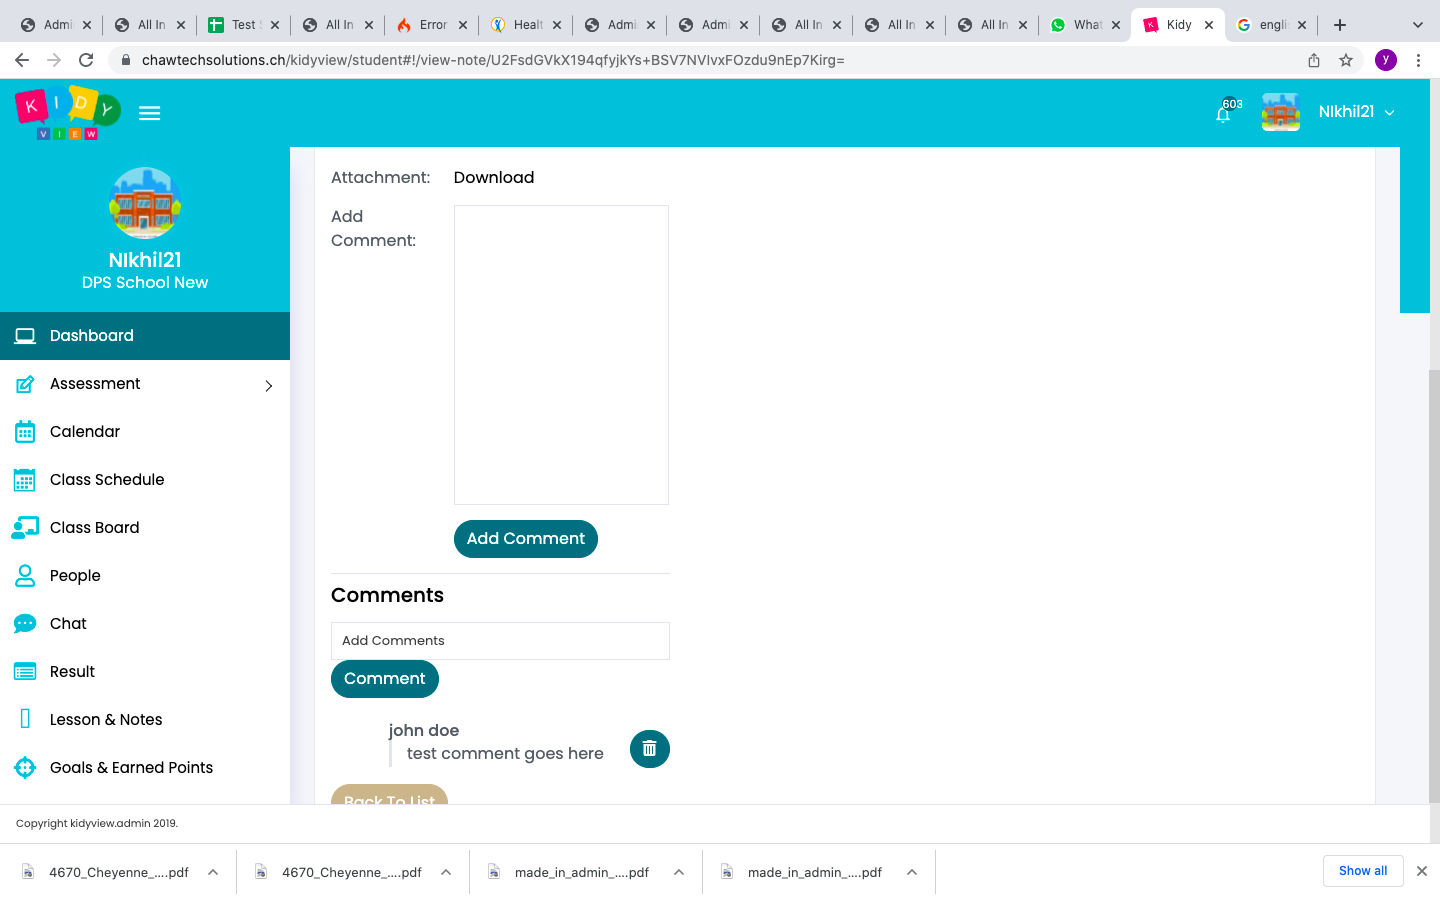 Admi
All In
Test
All In
Error
Healt
Admi
Admi
All In
All In
All In
What
Kidy
engli
chawtechsolutions.ch/kidyview/student#!/view-note/U2FsdGVkX194qfyjkYs+BSV7NVIvxFOzdu9nEp7Kirg=
y
KIDY
VIEW
603
NIkhil21
NIkhil21
DPS School New
Dashboard
Assessment
Calendar
Class Schedule
Class Board
People
Chat
Result
Lesson & Notes
Goals & Earned Points
Attachment: Download
Add
Comment:
Add Comment
Comments
Add Comments
Comment
john doe
test comment goes here
Back To List
Copyright kidyview.admin 2019.
4670_Cheyenne_....pdf
4670_Cheyenne_....pdf
made_in_admin_....pdf
made_in_admin_....pdf
Show all